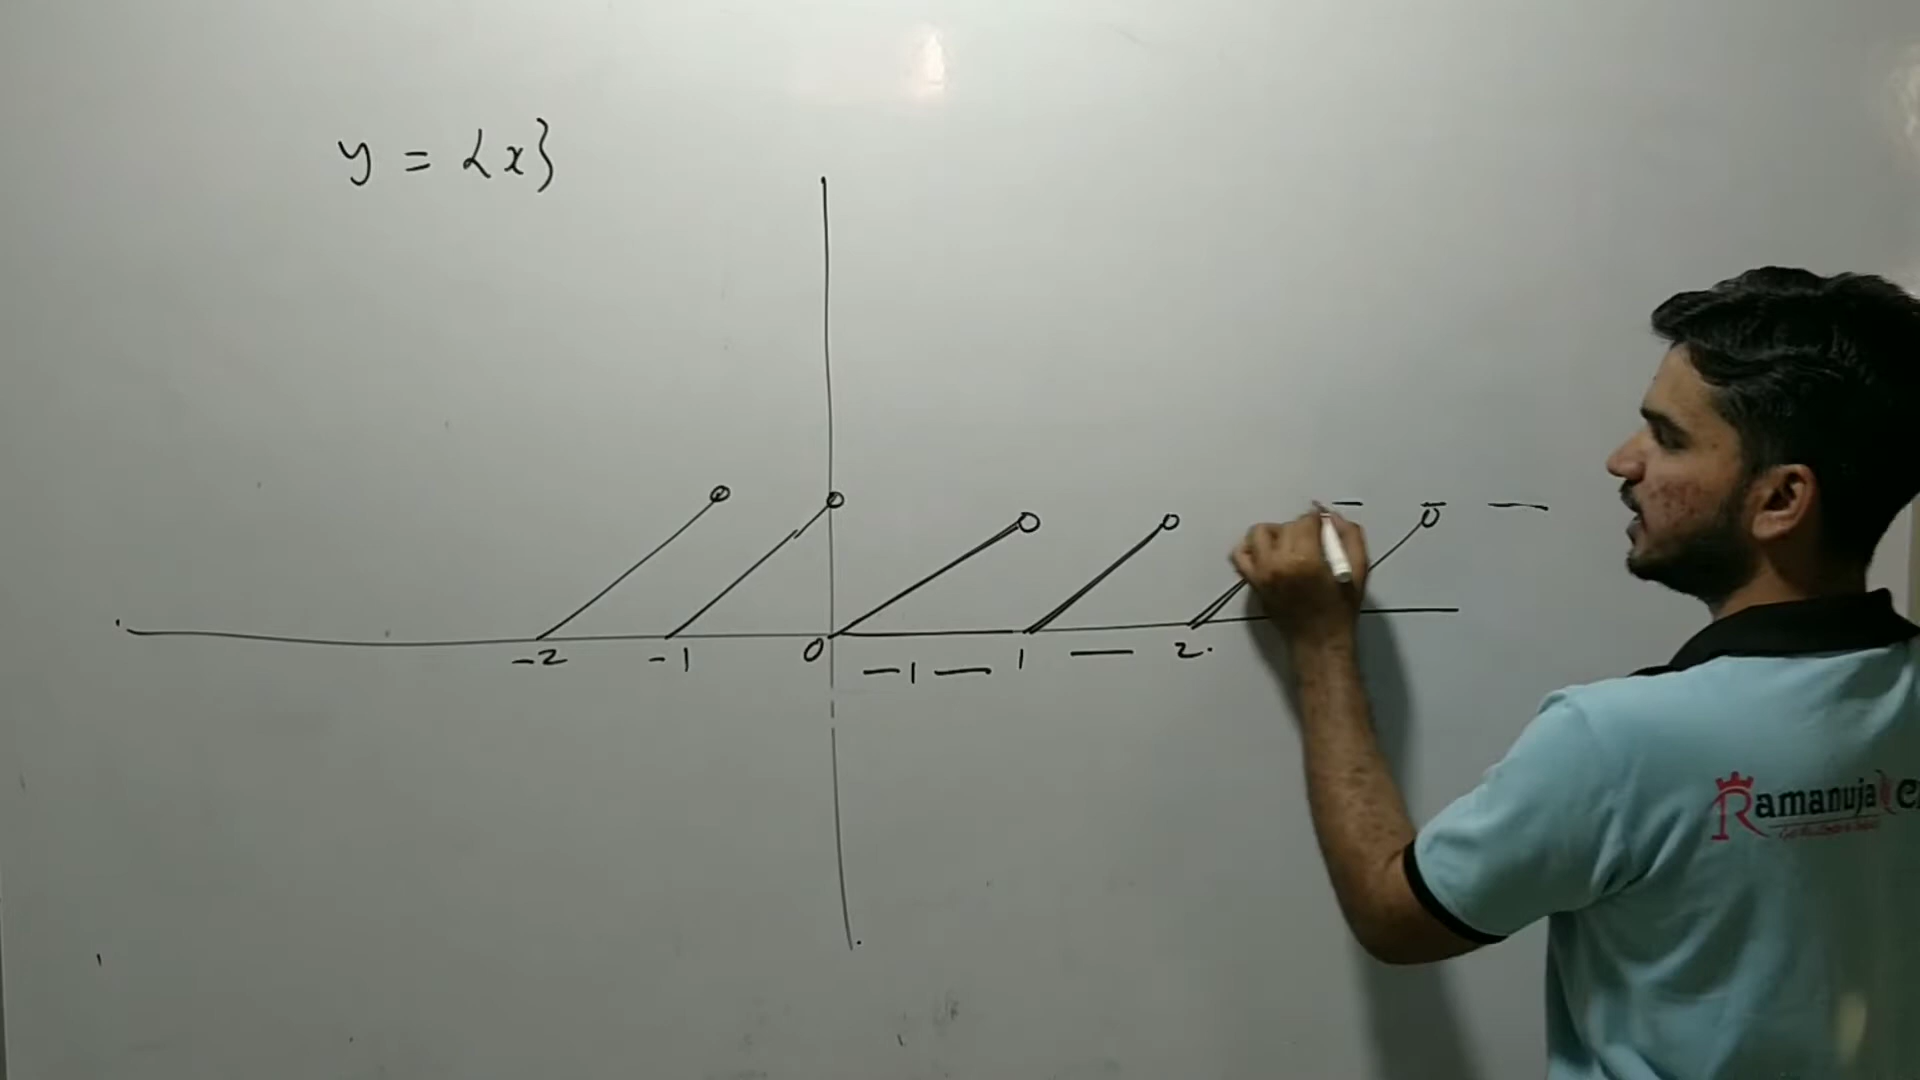 y = {x}
-2 -1 0 -1- 1 - 2.
Ramanuja